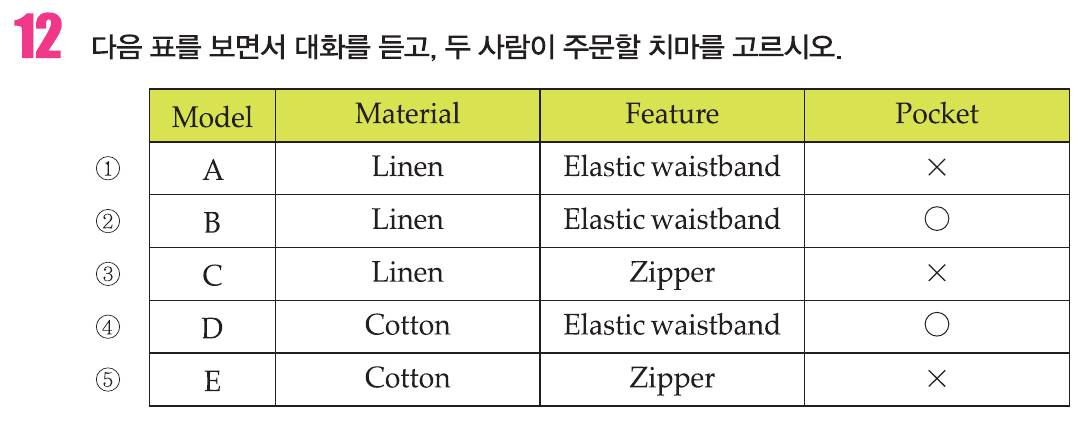 12 다음 표를 보면서 대화를 듣고, 두 사람이 주문할 치마를 고르시오.
Model Material Feature Pocket
① A Linen Elastic waistband ×
② B Linen Elastic waistband ○
③ C Linen Zipper ×
④ D Cotton Elastic waistband ○
⑤ E Cotton Zipper ×